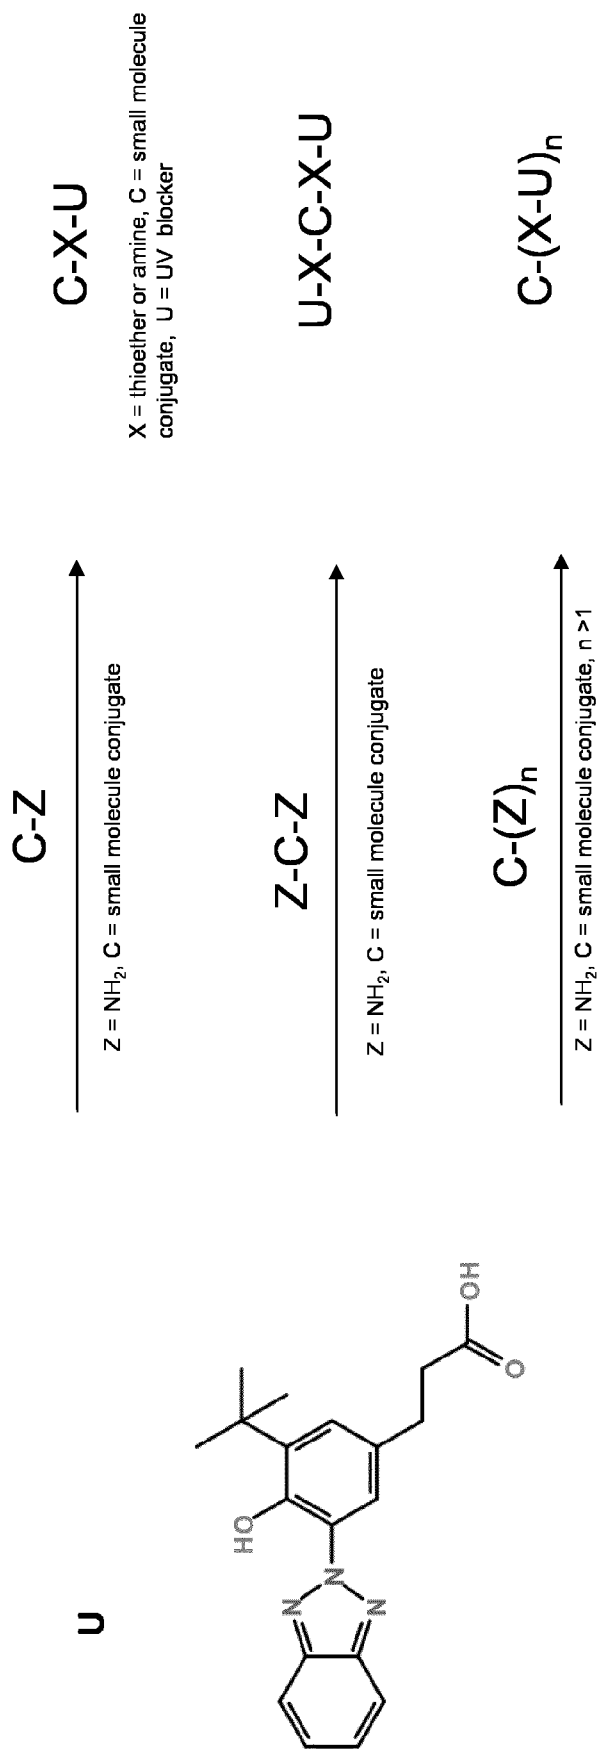 U
HO
N
N
N
OH
O
C-Z
Z = NH₂, C = small molecule conjugate
C-X-U
X = thioether or amine, C = small molecule
conjugate, U = UV blocker
Z-C-Z
Z = NH₂, C = small molecule conjugate
U-X-C-X-U
C-(Z)ₙ
Z = NH₂, C = small molecule conjugate, n >1
C-(X-U)ₙ